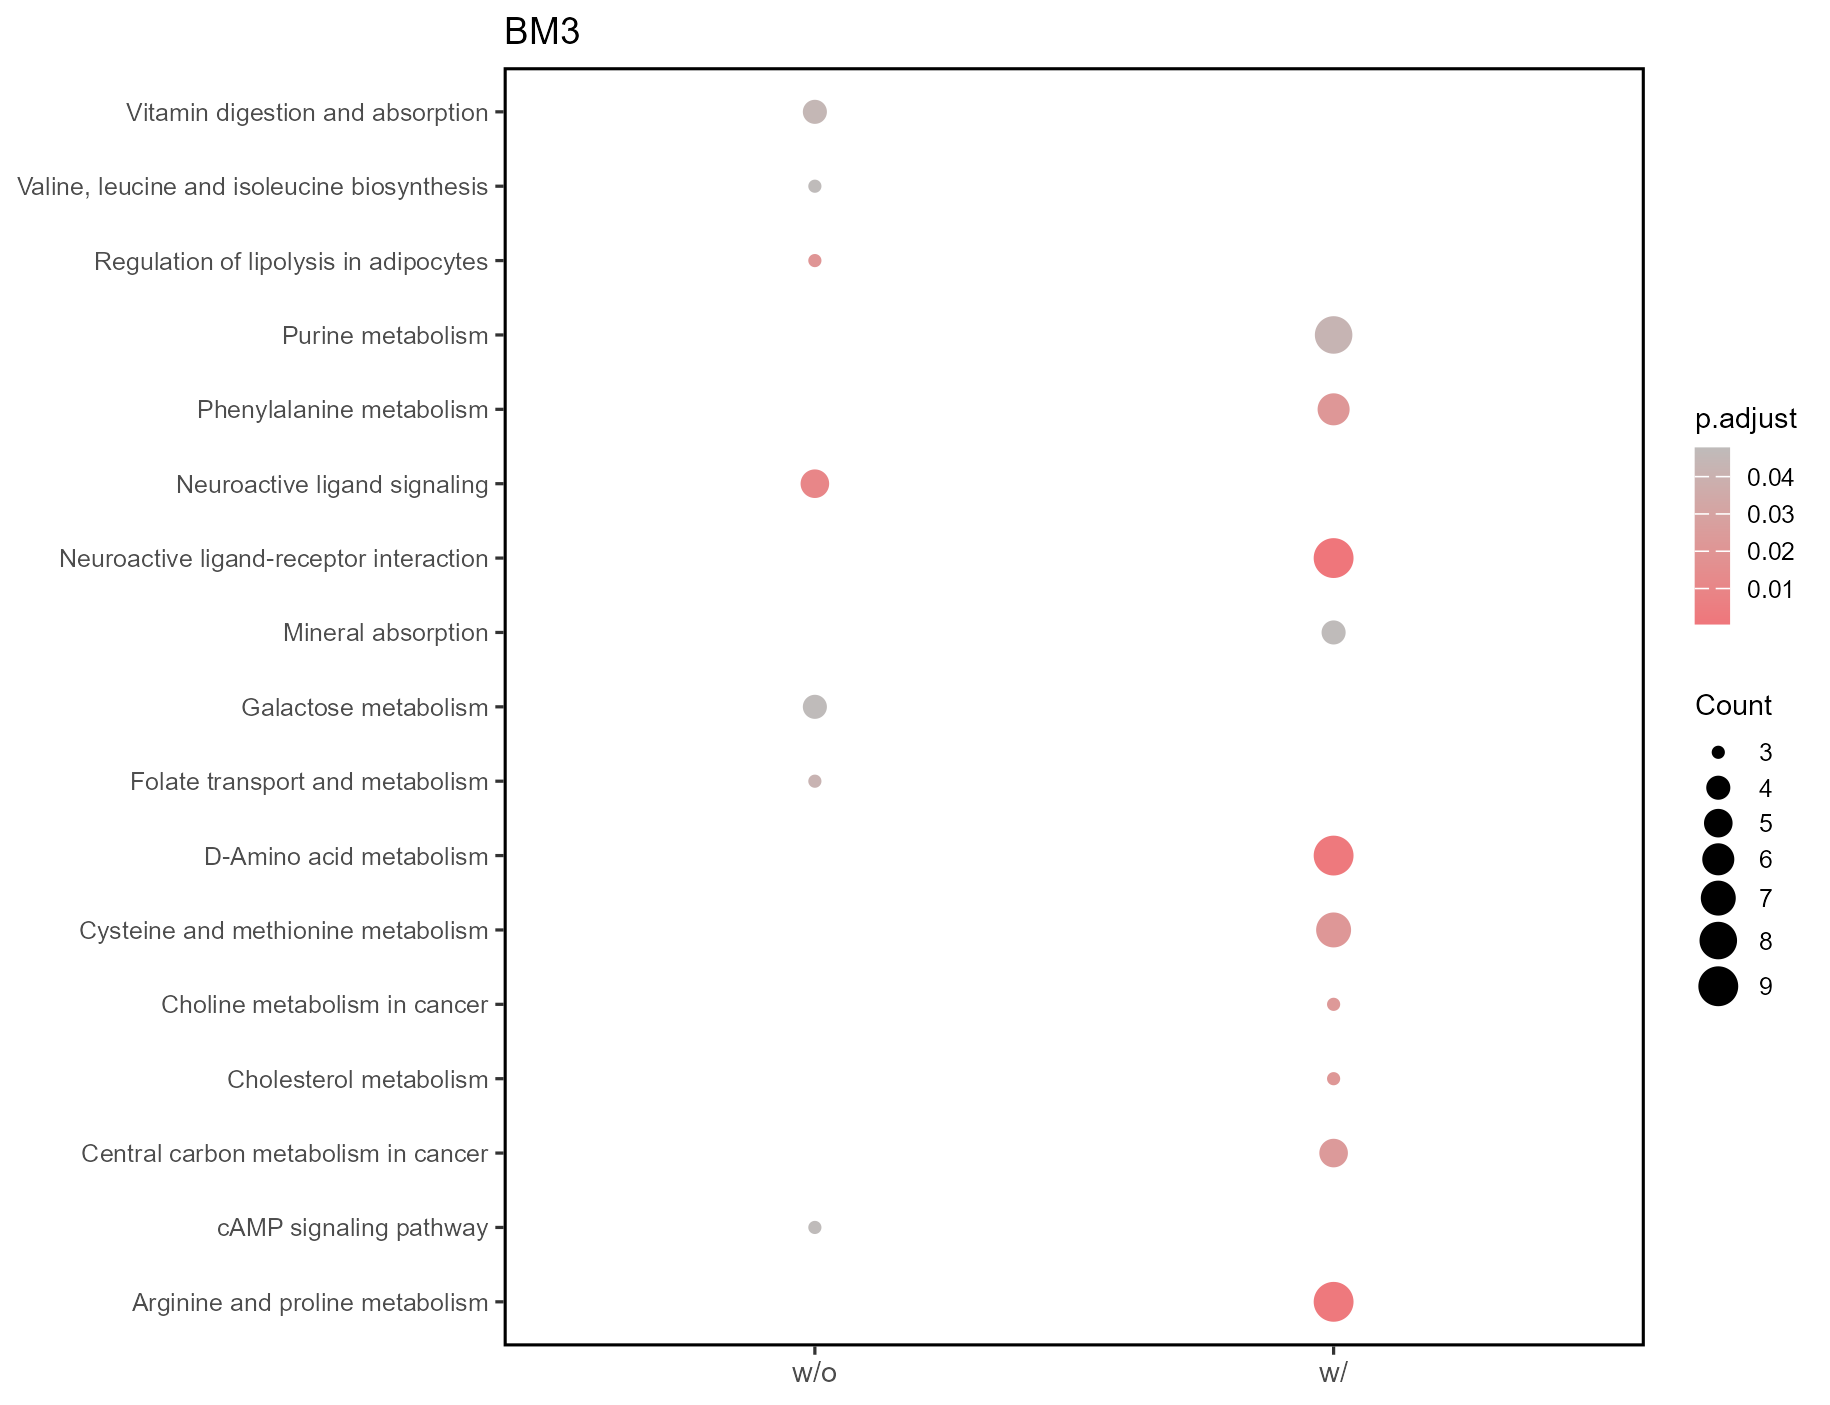 BM3
Vitamin digestion and absorption
Valine, leucine and isoleucine biosynthesis
Regulation of lipolysis in adipocytes
Purine metabolism
Phenylalanine metabolism
Neuroactive ligand signaling
Neuroactive ligand-receptor interaction
Mineral absorption
Galactose metabolism
Folate transport and metabolism
D-Amino acid metabolism
Cysteine and methionine metabolism
Choline metabolism in cancer
Cholesterol metabolism
Central carbon metabolism in cancer
cAMP signaling pathway
Arginine and proline metabolism
w/o
w/
p.adjust
0.04
0.03
0.02
0.01
Count
3
4
5
6
7
8
9